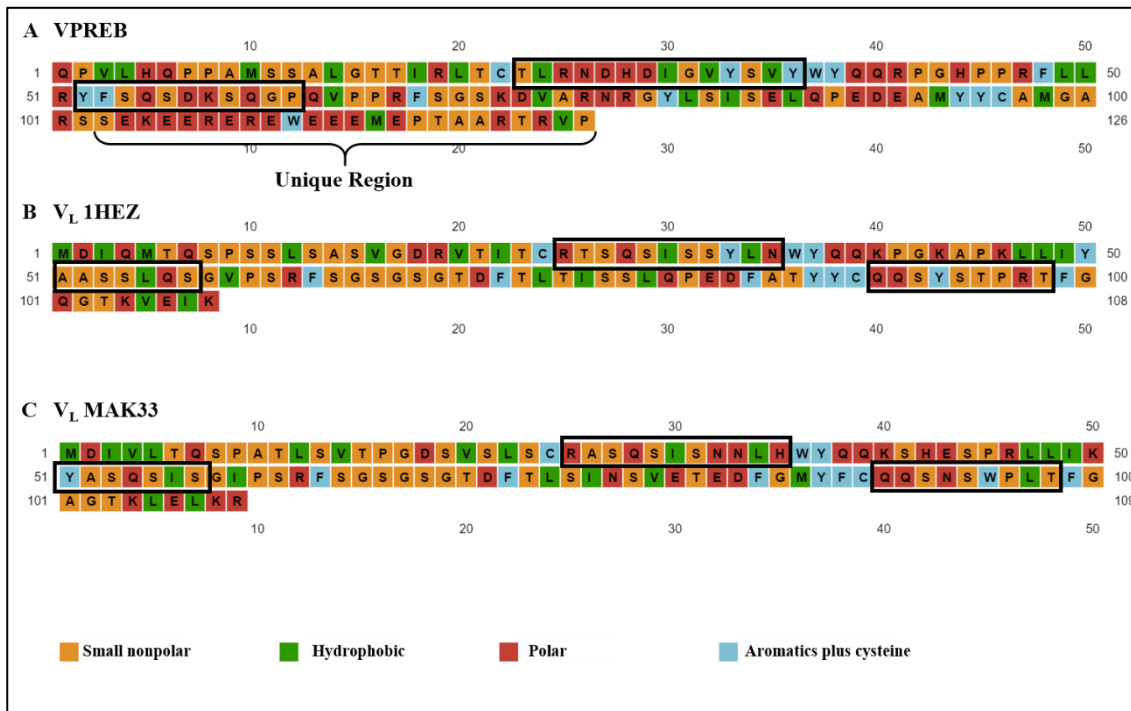 A VPREB
10 20 30 40 50
1 Q P V L H Q P P A M S S A L G T T I R L T C T L R N D H D I G V Y S V Y W Y Q Q R P G H P P R F L L 50
51 R Y F S Q S D K S Q G P Q V P P R F S G S K D V A R N R G Y L S I S E L Q P E D E A M Y Y C A M G A 100
101 R S S E K E E R E R E W E E E M E P T A A R T R V P 126
10 20 30 40 50
Unique Region
B VL 1HEZ
10 20 30 40 50
1 M D I Q M T Q S P S S L S A S V G D R V T I T C R T S Q S I S S Y L N W Y Q Q K P G K A P K L L I Y 50
51 A A S S L Q S G V P S R F S G S G S G T D F T L T I S S L Q P E D F A T Y Y C Q Q S Y S T P R T F G 100
101 Q G T K V E I K 108
10 20 30 40 50
C VL MAK33
10 20 30 40 50
1 M D I V L T Q S P A T L S V T P G D S V S L S C R A S Q S I S N N L H W Y Q Q K S H E S P R L L I K 50
51 Y A S Q S I S G I P S R F S G S G S G T D F T L S I N S V E T E D F G M Y F C Q Q S N S W P L T F G 100
101 A G T K L E L K R 109
10 20 30 40 50
Small nonpolar Hydrophobic Polar Aromatics plus cysteine